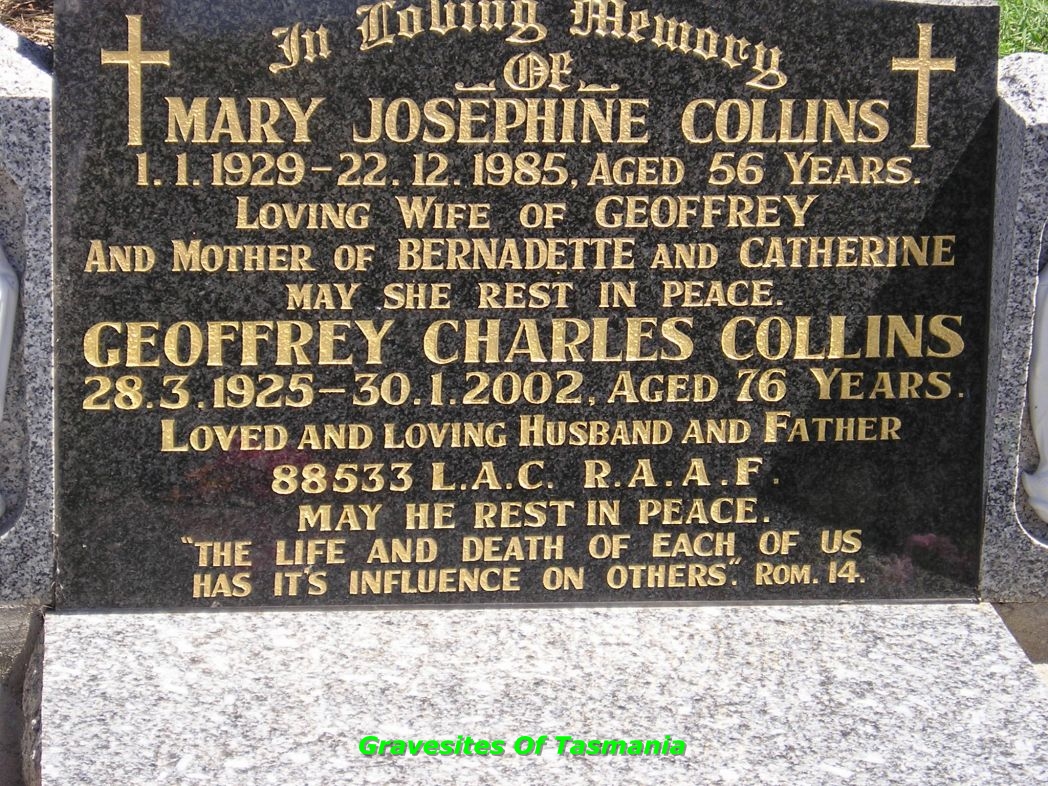 In Loving Memory
Of
MARY JOSEPHINE COLLINS
1.1.1929-22.12.1985, AGED 56 YEARS.
LOVING WIFE OF GEOFFREY
AND MOTHER OF BERNADETTE AND CATHERINE
MAY SHE REST IN PEACE.
GEOFFREY CHARLES COLLINS
28.3.1925-30.1.2002, AGED 76 YEARS.
LOVED AND LOVING HUSBAND AND FATHER
88533 L.A.C. R.A.A.F.
MAY HE REST IN PEACE.
"THE LIFE AND DEATH OF EACH OF US
HAS IT'S INFLUENCE ON OTHERS". ROM. 14.
Gravesites Of Tasmania